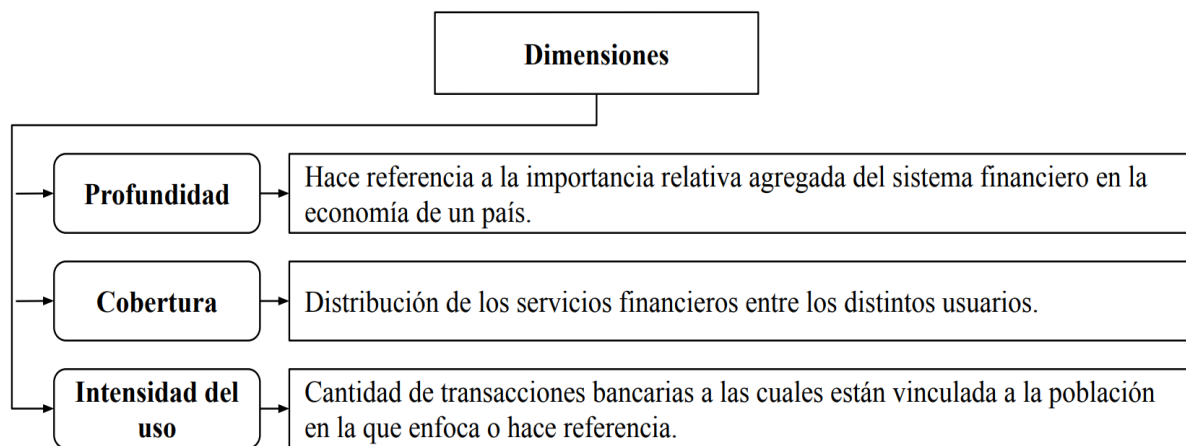 Dimensiones
Profundidad
Hace referencia a la importancia relativa agregada del sistema financiero en la
economía de un país.
Cobertura
Distribución de los servicios financieros entre los distintos usuarios.
Intensidad del
uso
Cantidad de transacciones bancarias a las cuales están vinculada a la población
en la que enfoca o hace referencia.